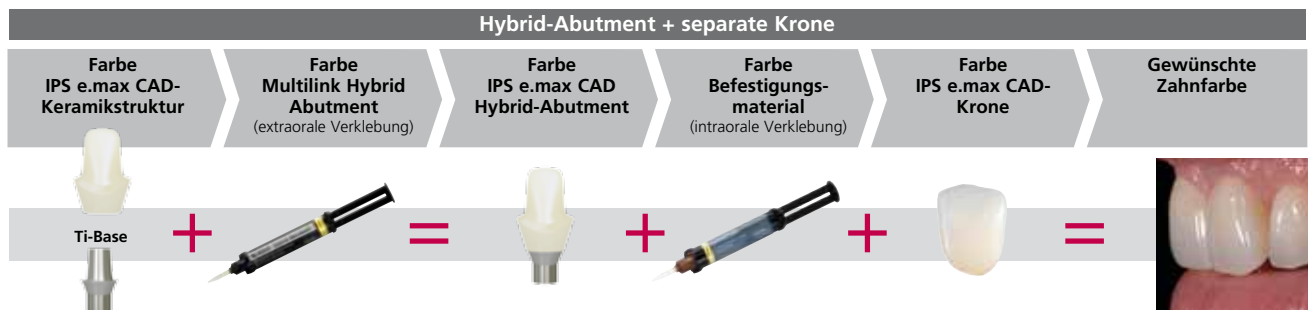 Hybrid-Abutment + separate Krone
Farbe
IPS e.max CAD-
Keramikstruktur
Farbe
Multilink Hybrid
Abutment
(extraorale Verklebung)
Farbe
IPS e.max CAD
Hybrid-Abutment
Farbe
Befestigungs-
material
(intraorale Verklebung)
Farbe
IPS e.max CAD-
Krone
Gewünschte
Zahnfarbe
Ti-Base
+
=
+
+
=